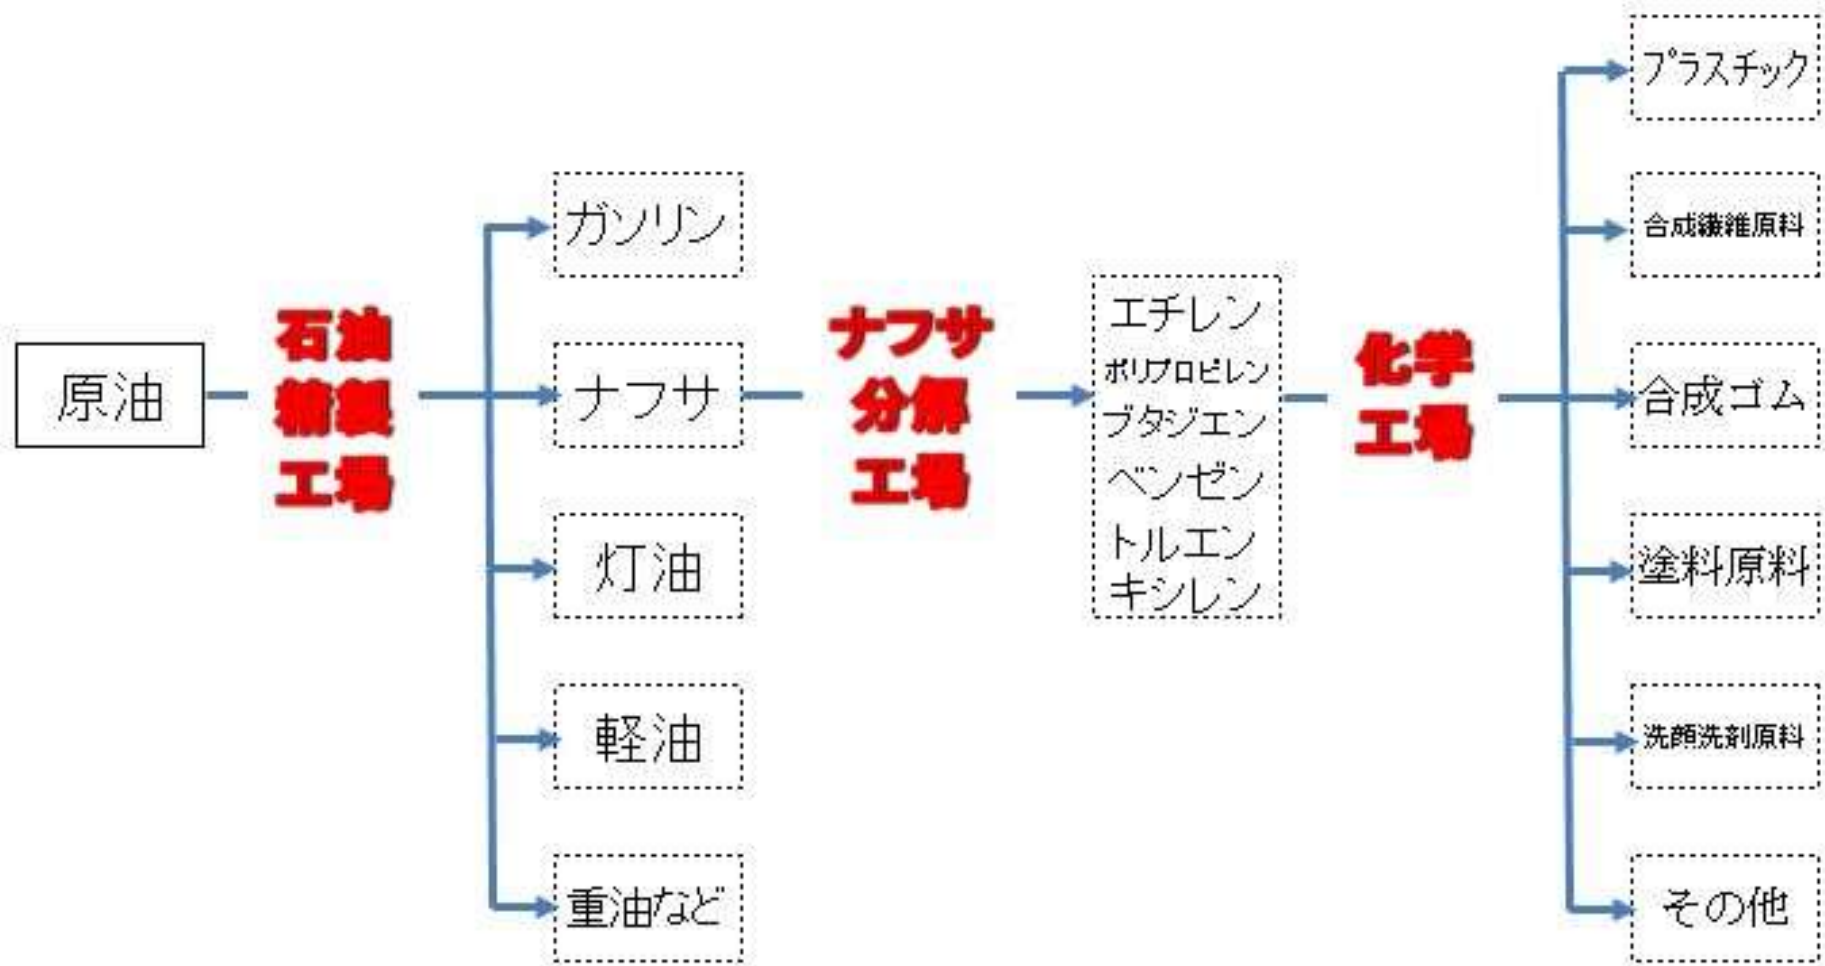 原油
石油
精製
工場
ガソリン
ナフサ
灯油
軽油
重油など
ナフサ
分解
工場
エチレン
ポリプロピレン
ブタジエン
ベンゼン
トルエン
キシレン
化学
工場
プラスチック
合成繊維原料
合成ゴム
塗料原料
洗顔洗剤原料
その他